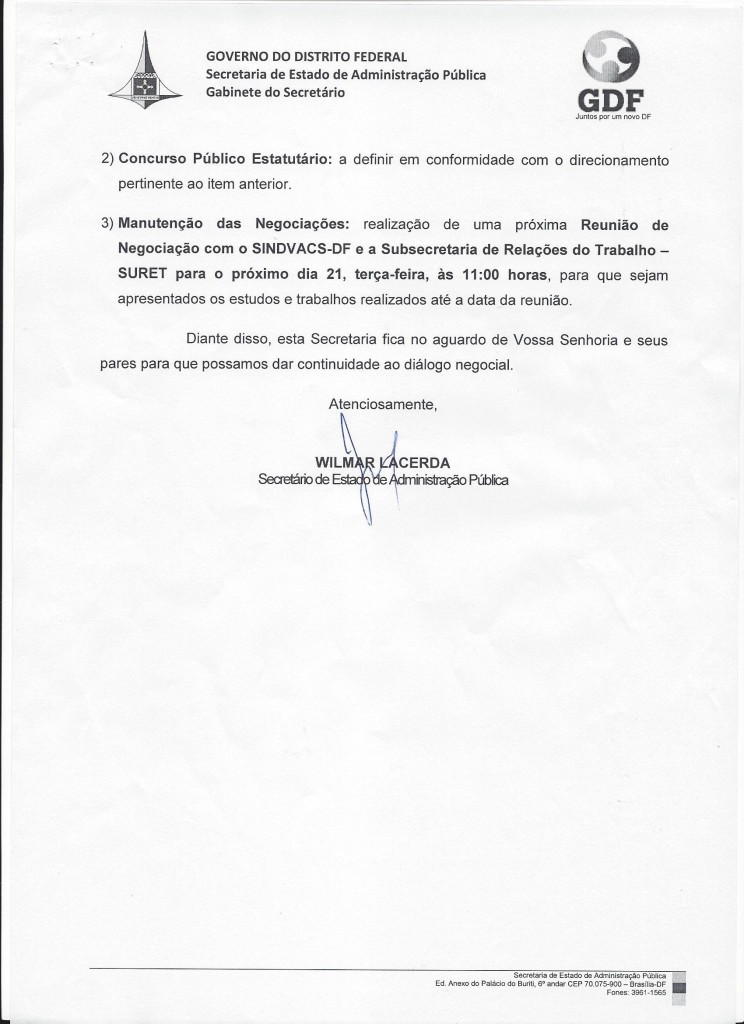 GOVERNO DO DISTRITO FEDERAL
Secretaria de Estado de Administração Pública
Gabinete do Secretário
GDF
Juntos por um novo DF
2) Concurso Público Estatutário: a definir em conformidade com o direcionamento
pertinente ao item anterior.
3) Manutenção das Negociações: realização de uma próxima Reunião de
Negociação com o SINDVACS-DF e a Subsecretaria de Relações do Trabalho –
SURET para o próximo dia 21, terça-feira, às 11:00 horas, para que sejam
apresentados os estudos e trabalhos realizados até a data da reunião.
Diante disso, esta Secretaria fica no aguardo de Vossa Senhoria e seus
pares para que possamos dar continuidade ao diálogo negocial.
Atenciosamente,
WILMAR LACERDA
Secretário de Estado de Administração Pública
Secretaria de Estado de Administração Pública
Ed. Anexo do Palácio do Buriti, 6º andar CEP 70.075-900 – Brasília-DF
Fones: 3961-1565